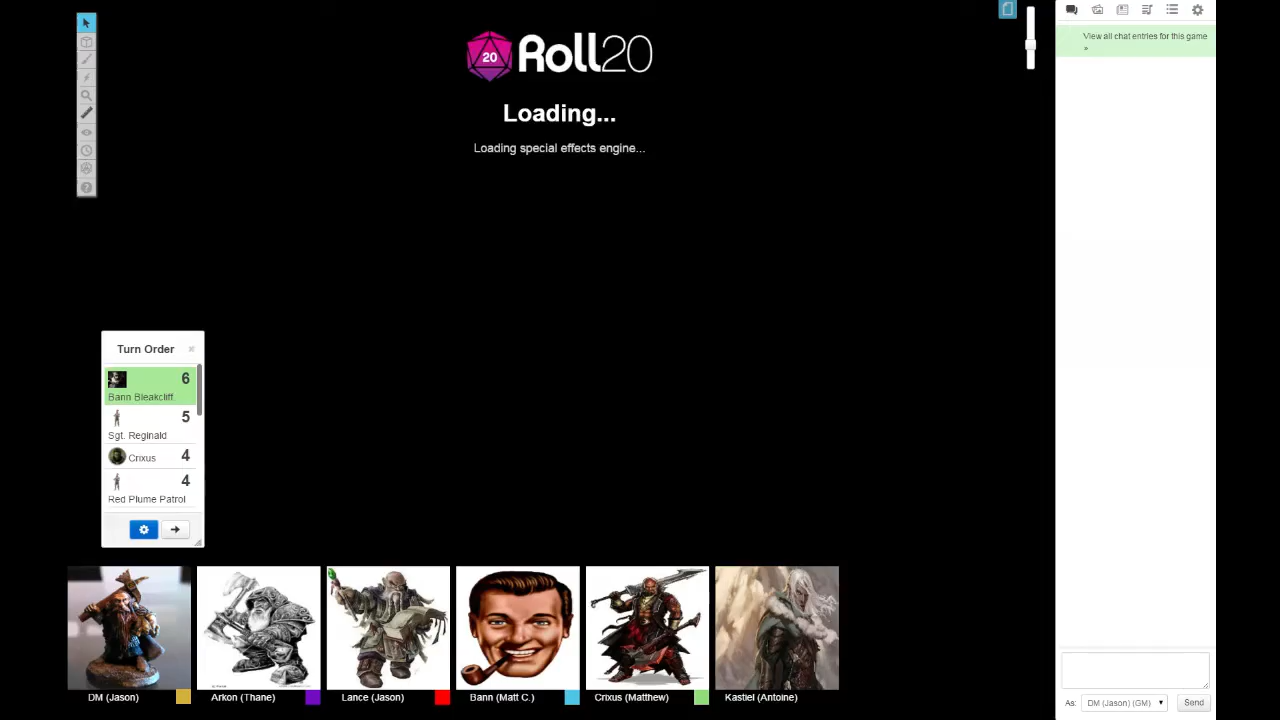 20 Roll20
Loading...
Loading special effects engine...
View all chat entries for this game
»
Turn Order ×
6
Bann Bleakcliff
5
Sgt. Reginald
Crixus 4
4
Red Plume Patrol
DM (Jason)
Arkon (Thane)
Lance (Jason)
Bann (Matt C.)
Crixus (Matthew)
Kastiel (Antoine)
As: DM (Jason) (GM) Send